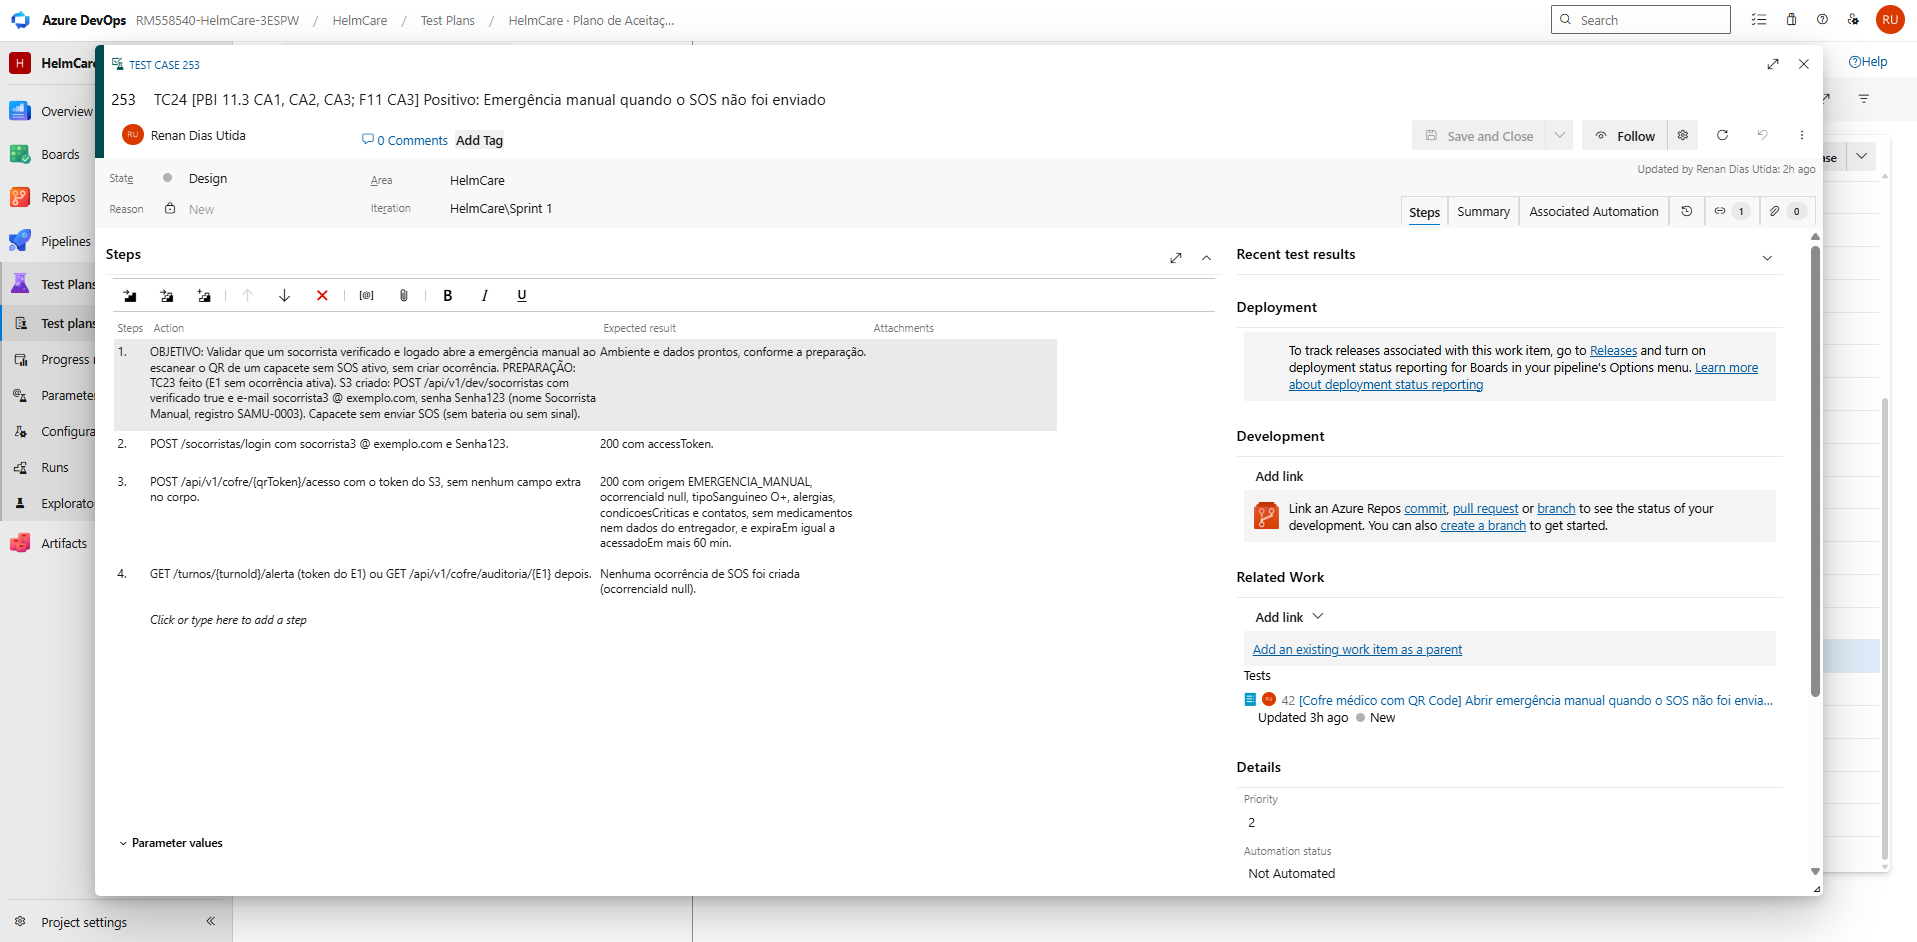 Azure DevOps RM558540-HelmCare-3ESPW / HelmCare / Test Plans / HelmCare · Plano de Aceitaç...
Search
RU
HelmCare
Help
Overview
Boards
Repos
Pipelines
Test Plans
Test plans
Progress
Parameter
Configura
Runs
Explorato
Artifacts
Project settings
TEST CASE 253
253 TC24 [PBI 11.3 CA1, CA2, CA3; F11 CA3] Positivo: Emergência manual quando o SOS não foi enviado
RU Renan Dias Utida
0 Comments Add Tag
Save and Close
Follow
State Design
Area HelmCare
Updated by Renan Dias Utida: 2h ago
Reason New
Iteration HelmCare\Sprint 1
Steps Summary Associated Automation 1 0
Steps
B I U
Steps Action Expected result Attachments
1. OBJETIVO: Validar que um socorrista verificado e logado abre a emergência manual ao
escanear o QR de um capacete sem SOS ativo, sem criar ocorrência. PREPARAÇÃO:
TC23 feito (E1 sem ocorrência ativa). S3 criado: POST /api/v1/dev/socorristas com
verificado true e e-mail socorrista3 @ exemplo.com, senha Senha123 (nome Socorrista
Manual, registro SAMU-0003). Capacete sem enviar SOS (sem bateria ou sem sinal).
Ambiente e dados prontos, conforme a preparação.
2. POST /socorristas/login com socorrista3 @ exemplo.com e Senha123.
200 com accessToken.
3. POST /api/v1/cofre/{qrToken}/acesso com o token do S3, sem nenhum campo extra
no corpo.
200 com origem EMERGENCIA_MANUAL,
ocorrenciaId null, tipoSanguineo O+, alergias,
condicoesCriticas e contatos, sem medicamentos
nem dados do entregador, e expiraEm igual a
acessadoEm mais 60 min.
4. GET /turnos/{turnoId}/alerta (token do E1) ou GET /api/v1/cofre/auditoria/{E1} depois.
Nenhuma ocorrência de SOS foi criada
(ocorrenciaId null).
Click or type here to add a step
Parameter values
Recent test results
Deployment
To track releases associated with this work item, go to Releases and turn on
deployment status reporting for Boards in your pipeline's Options menu. Learn more
about deployment status reporting
Development
Add link
Link an Azure Repos commit, pull request or branch to see the status of your
development. You can also create a branch to get started.
Related Work
Add link
Add an existing work item as a parent
Tests
RU 42 [Cofre médico com QR Code] Abrir emergência manual quando o SOS não foi envia...
Updated 3h ago New
Details
Priority
2
Automation status
Not Automated